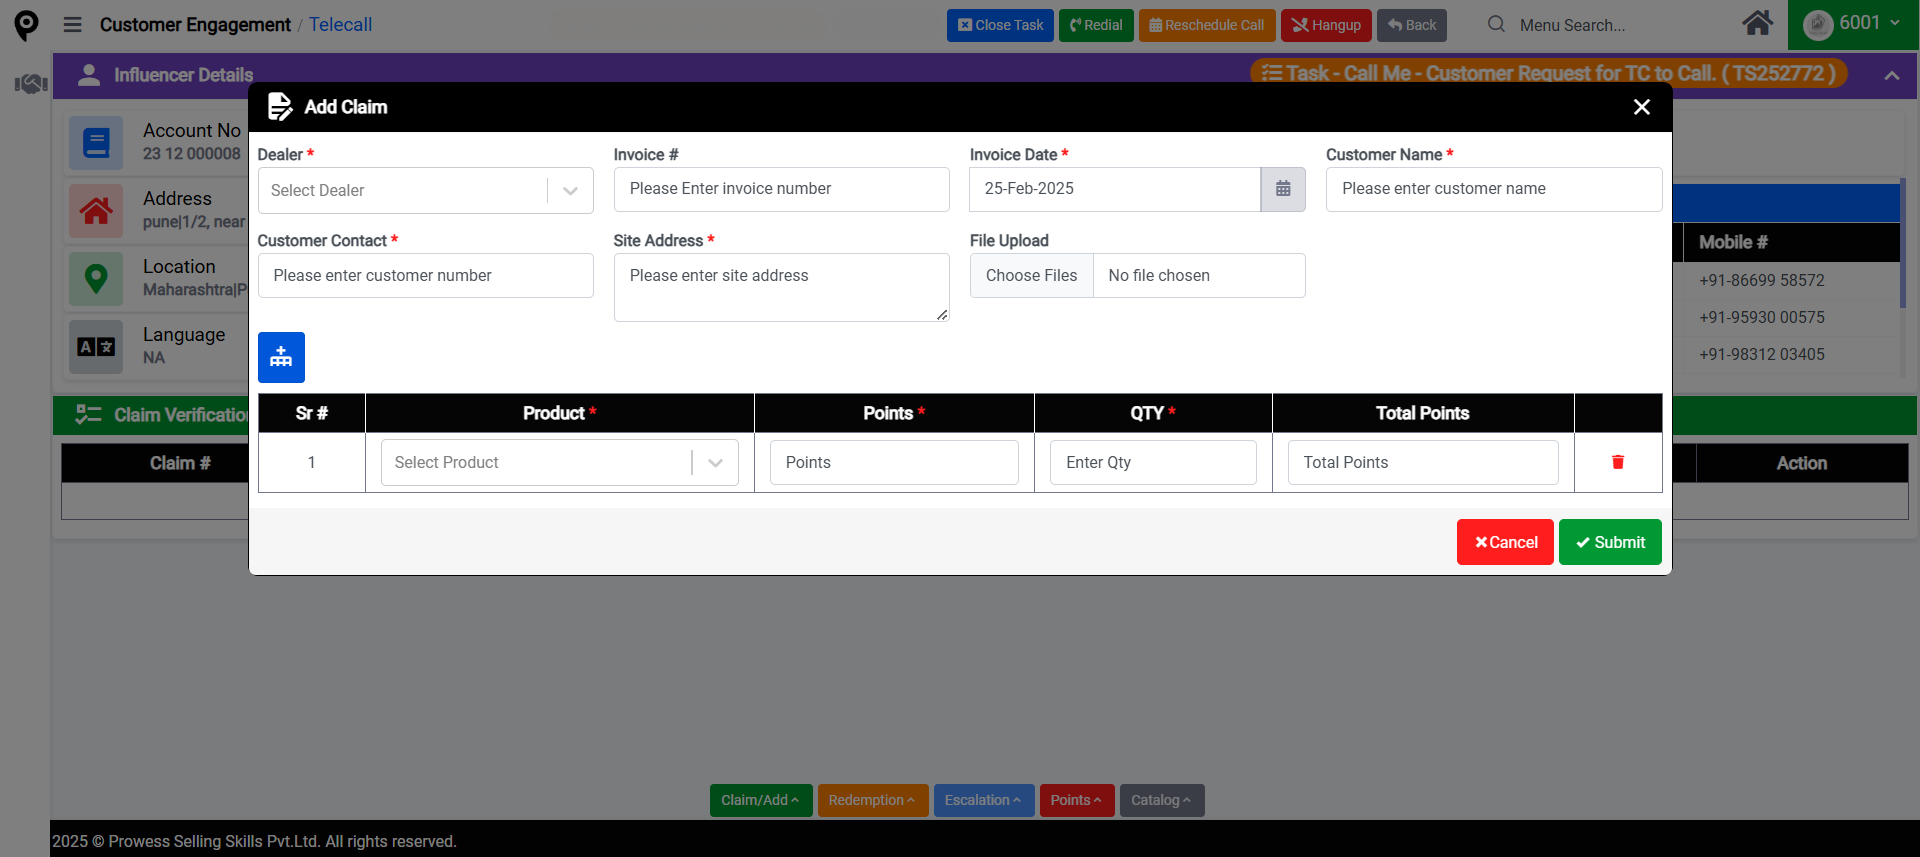 Customer Engagement / Telecall
Close Task
Redial
Reschedule Call
Hangup
Back
Menu Search...
6001
Influencer Details
Task - Call Me - Customer Request for TC to Call. ( TS252772 )
Account No
23 12 000008
Address
pune|1/2, near
Location
Maharashtra|P
Language
NA
Mobile #
+91-86699 58572
+91-95930 00575
+91-98312 03405
Claim Verification
Claim #
Action
Add Claim
Dealer *
Select Dealer
Invoice #
Please Enter invoice number
Invoice Date *
25-Feb-2025
Customer Name *
Please enter customer name
Customer Contact *
Please enter customer number
Site Address *
Please enter site address
File Upload
Choose Files No file chosen
Sr # Product * Points * QTY * Total Points
1 Select Product Points Enter Qty Total Points
Cancel
Submit
Claim/Add
Redemption
Escalation
Points
Catalog
2025 © Prowess Selling Skills Pvt.Ltd. All rights reserved.